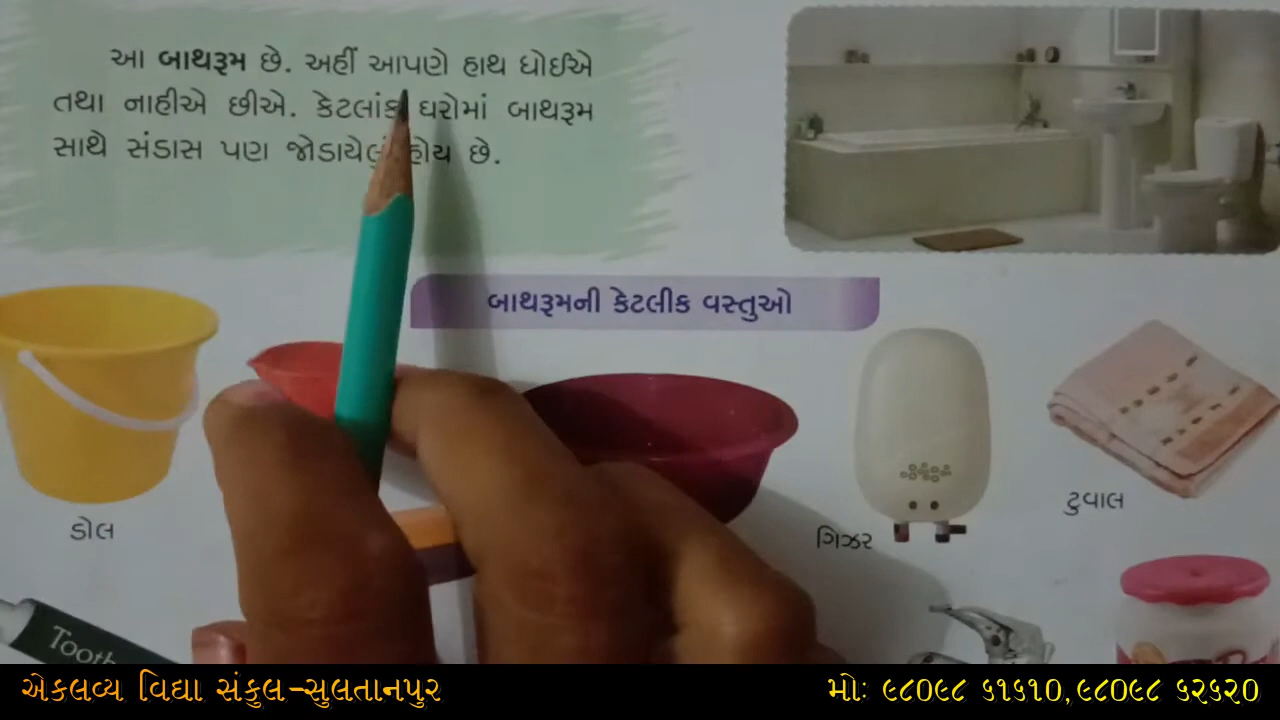 આ બાથરૂમ છે. અહીં આપણે હાથ ધોઈએ
તથા નાહીએ છીએ. કેટલાંક ઘરોમાં બાથરૂમ
સાથે સંડાસ પણ જોડાયેલું હોય છે.
બાથરૂમની કેટલીક વસ્તુઓ
ડોલ
ગિઝર
ટુવાલ
Tooth
એકલવ્ય વિદ્યા સંકુલ-સુલતાનપુર
મોઃ ૯૮૦૯૮ ૬૧૬૧૦,૯૮૦૯૮ ૬૨૬૨૦